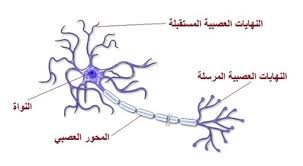 النهايات العصبية المستقبلة
النهايات العصبية المرسلة
النواة
المحور العصبي